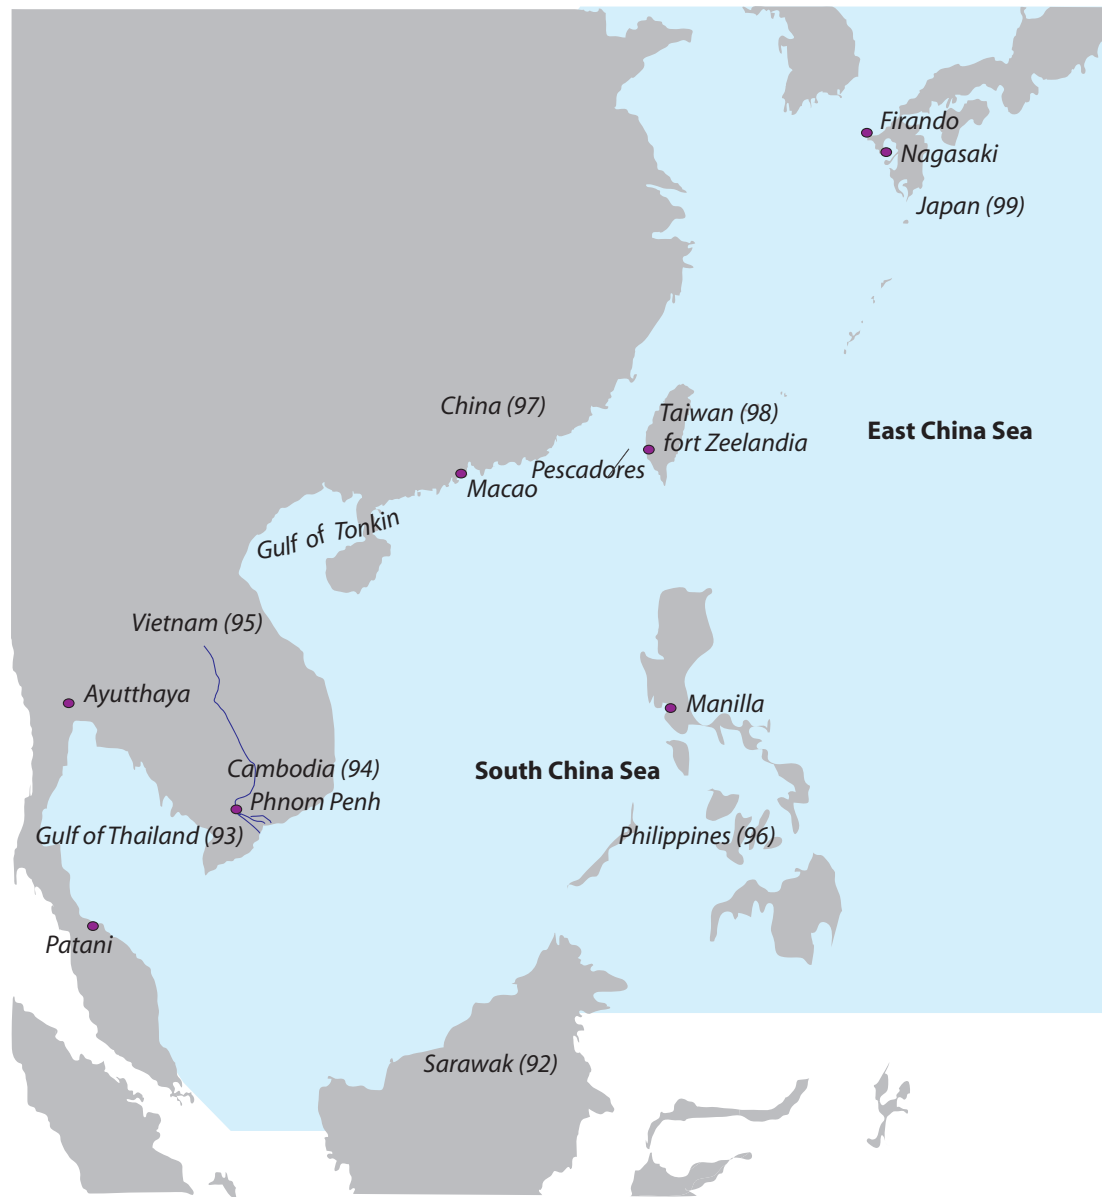 Firando
Nagasaki
Japan (99)
China (97)
Taiwan (98)
fort Zeelandia
East China Sea
Pescadores
Macao
Gulf of Tonkin
Vietnam (95)
Ayutthaya
Manilla
Cambodia (94)
South China Sea
Phnom Penh
Gulf of Thailand (93)
Philippines (96)
Patani
Sarawak (92)